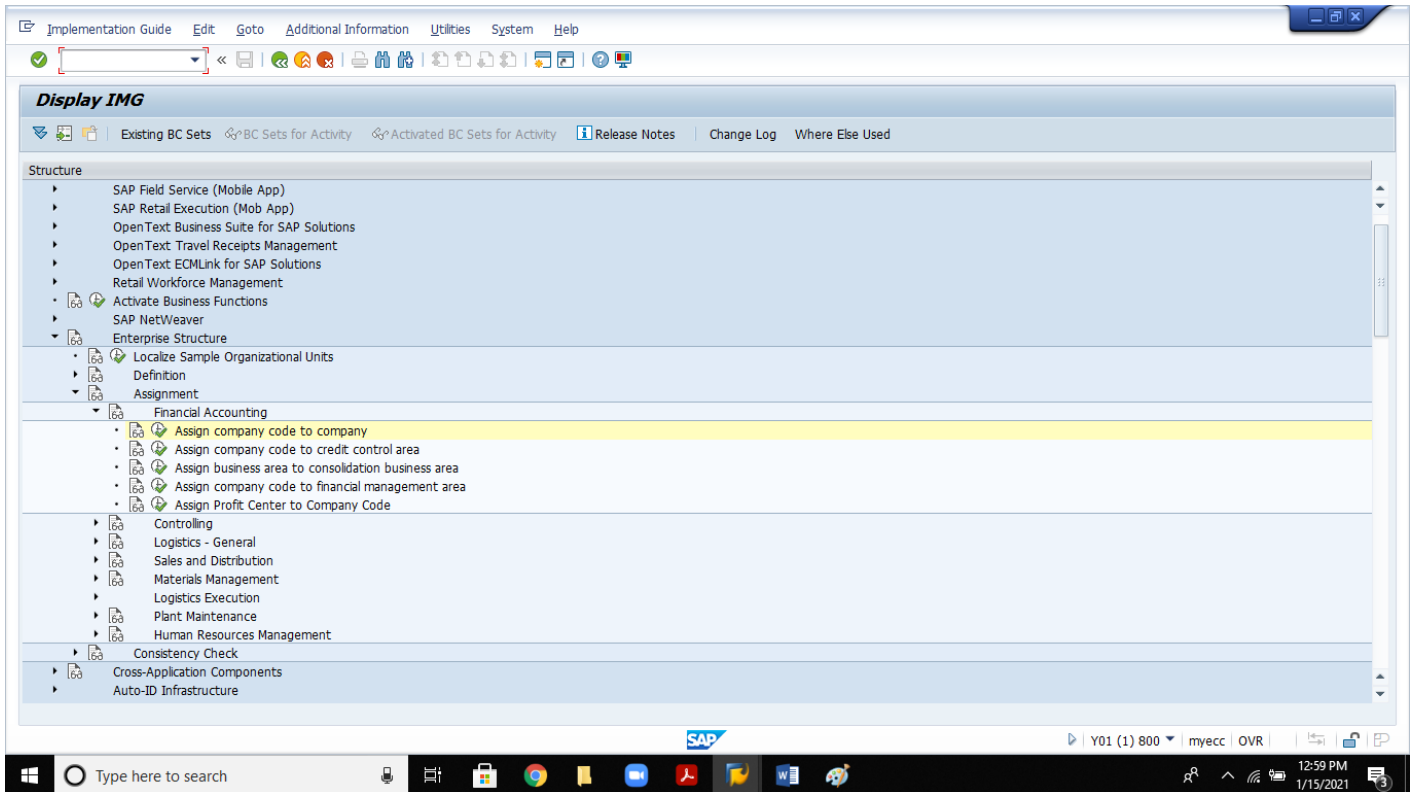 Implementation Guide Edit Goto Additional Information Utilities System Help
Display IMG
Existing BC Sets BC Sets for Activity Activated BC Sets for Activity Release Notes Change Log Where Else Used
Structure
SAP Field Service (Mobile App)
SAP Retail Execution (Mob App)
OpenText Business Suite for SAP Solutions
OpenText Travel Receipts Management
OpenText ECMLink for SAP Solutions
Retail Workforce Management
Activate Business Functions
SAP NetWeaver
Enterprise Structure
Localize Sample Organizational Units
Definition
Assignment
Financial Accounting
Assign company code to company
Assign company code to credit control area
Assign business area to consolidation business area
Assign company code to financial management area
Assign Profit Center to Company Code
Controlling
Logistics - General
Sales and Distribution
Materials Management
Logistics Execution
Plant Maintenance
Human Resources Management
Consistency Check
Cross-Application Components
Auto-ID Infrastructure
SAP Y01 (1) 800 myecc OVR
Type here to search 12:59 PM
1/15/2021 3